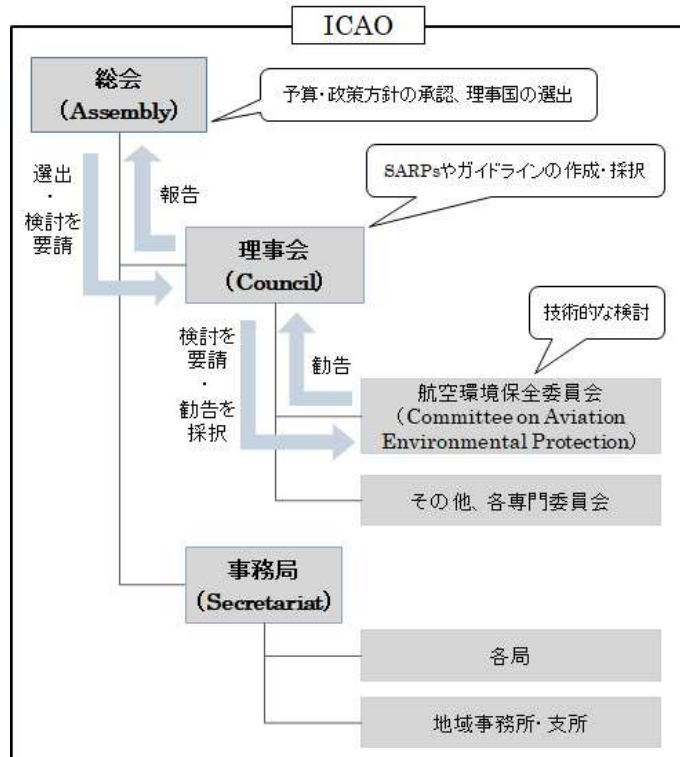 ICAO
総会
(Assembly)
予算・政策方針の承認、理事国の選出
選出
・
検討を
要請
報告
SARPsやガイドラインの作成・採択
理事会
(Council)
検討を
要請
・
勧告を
採択
勧告
技術的な検討
航空環境保全委員会
(Committee on Aviation
Environmental Protection)
その他、各専門委員会
事務局
(Secretariat)
各局
地域事務所・支所